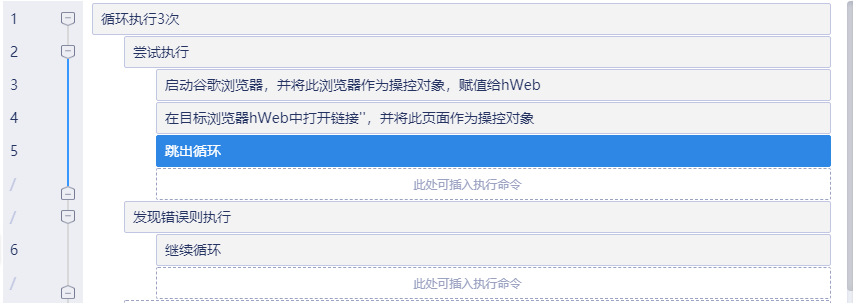 1 循环执行3次
2 尝试执行
3 启动谷歌浏览器，并将此浏览器作为操控对象，赋值给hWeb
4 在目标浏览器hWeb中打开链接''，并将此页面作为操控对象
5 跳出循环
/ 此处可插入执行命令
/ 发现错误则执行
6 继续循环
/ 此处可插入执行命令